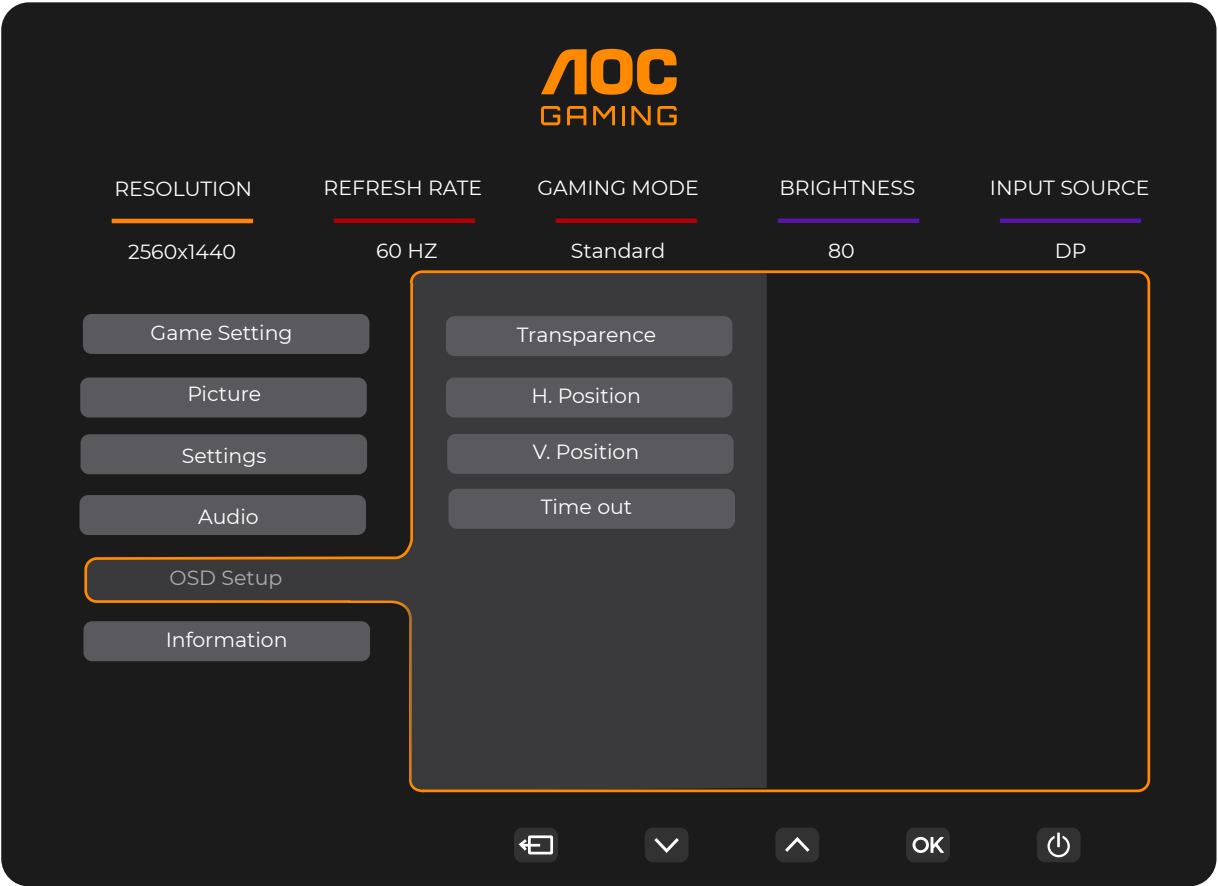 AOC
GAMING
RESOLUTION REFRESH RATE GAMING MODE BRIGHTNESS INPUT SOURCE
2560x1440 60 HZ Standard 80 DP
Game Setting
Picture
Settings
Audio
OSD Setup
Information
Transparence
H. Position
V. Position
Time out
OK